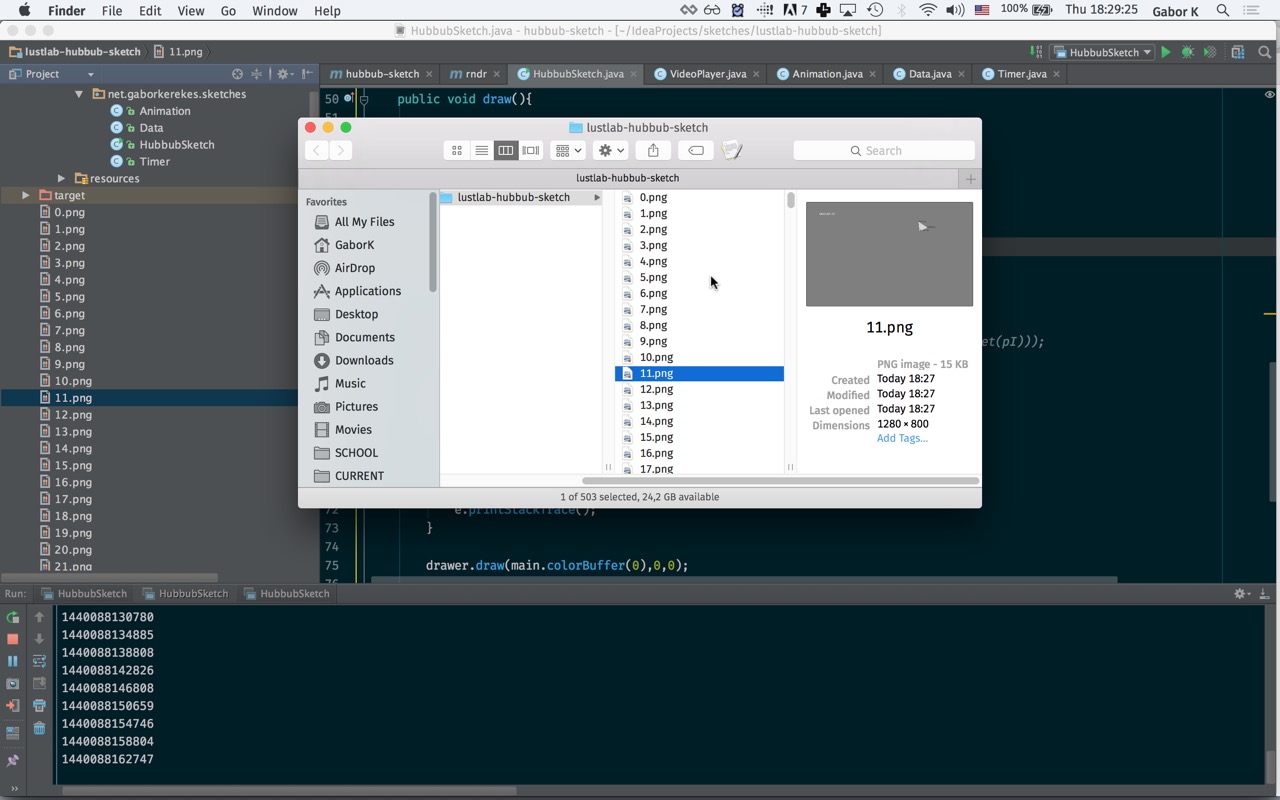 Finder File Edit View Go Window Help 7 100% Thu 18:29:25 Gabor K
HubbubSketch.java - hubbub-sketch - [~/IdeaProjects/sketches/lustlab-hubbub-sketch]
lustlab-hubbub-sketch 11.png HubbubSketch
Project hubbub-sketch rndr HubbubSketch.java VideoPlayer.java Animation.java Data.java Timer.java
net.gaborkerekes.sketches
Animation
Data
HubbubSketch
Timer
resources
target
0.png
1.png
2.png
3.png
4.png
5.png
6.png
7.png
8.png
9.png
10.png
11.png
12.png
13.png
14.png
15.png
16.png
17.png
18.png
19.png
20.png
21.png
50 public void draw(){
et(pI)));
72 e.printStackTrace();
73 }
74
75 drawer.draw(main.colorBuffer(0),0,0);
lustlab-hubbub-sketch
Search
lustlab-hubbub-sketch
Favorites
All My Files
GaborK
AirDrop
Applications
Desktop
Documents
Downloads
Music
Pictures
Movies
SCHOOL
CURRENT
lustlab-hubbub-sketch
0.png
1.png
2.png
3.png
4.png
5.png
6.png
7.png
8.png
9.png
10.png
11.png
12.png
13.png
14.png
15.png
16.png
17.png
11.png
PNG image - 15 KB
Created Today 18:27
Modified Today 18:27
Last opened Today 18:27
Dimensions 1280 × 800
Add Tags...
1 of 503 selected, 24,2 GB available
Run: HubbubSketch HubbubSketch HubbubSketch
1440088130780
1440088134885
1440088138808
1440088142826
1440088146808
1440088150659
1440088154746
1440088158804
1440088162747